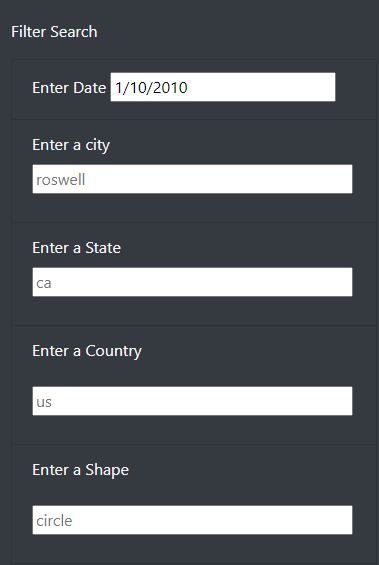 Filter Search
Enter Date 1/10/2010
Enter a city
roswell
Enter a State
ca
Enter a Country
us
Enter a Shape
circle